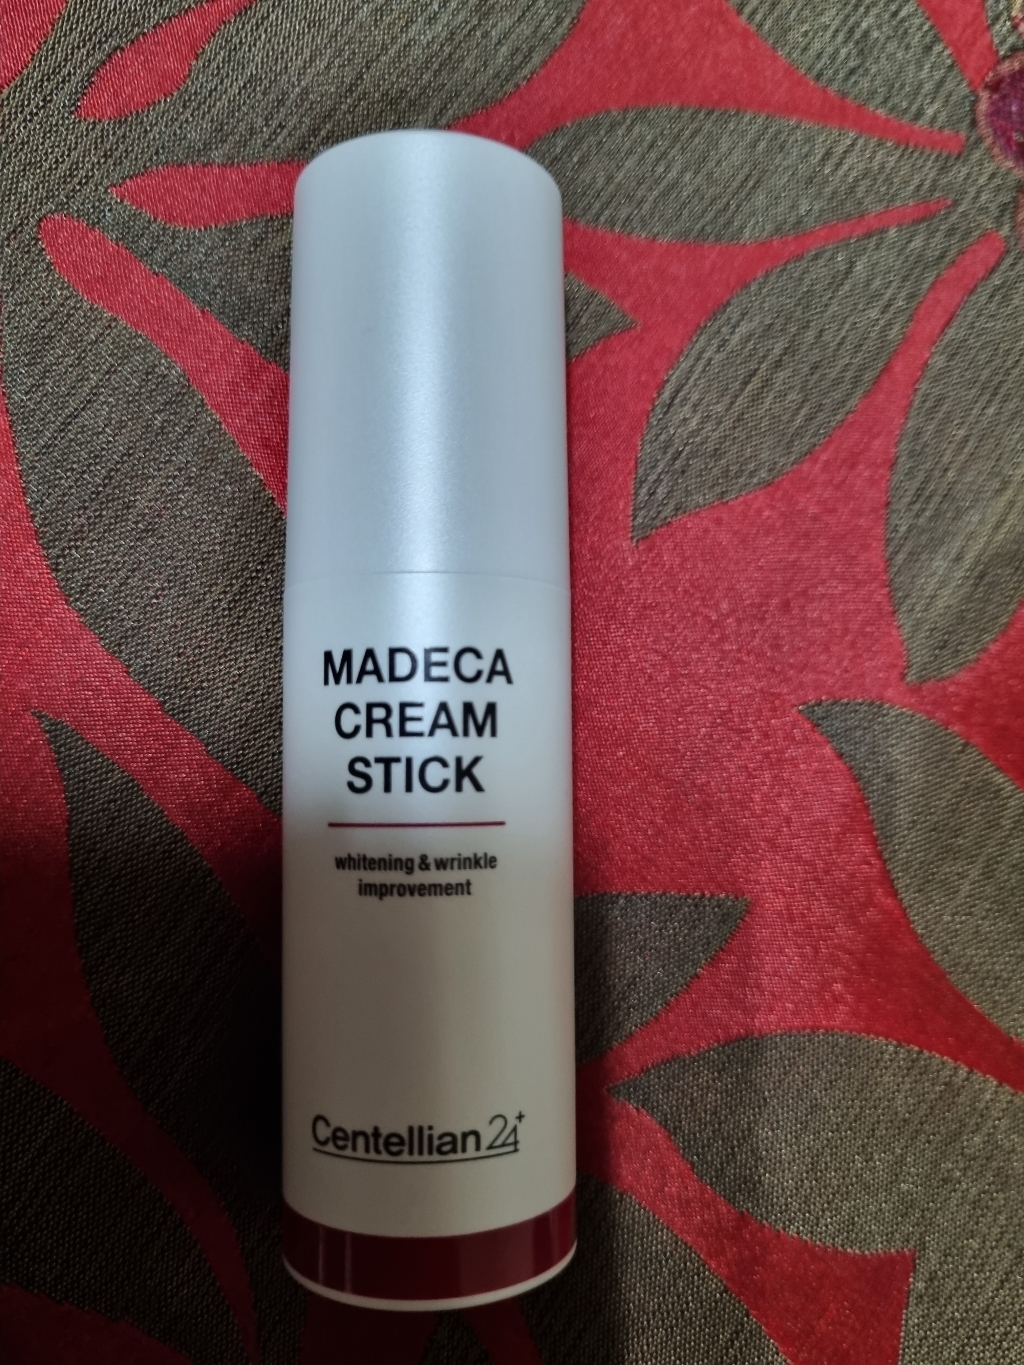 MADECA
CREAM
STICK
whitening & wrinkle
improvement
Centellian24+